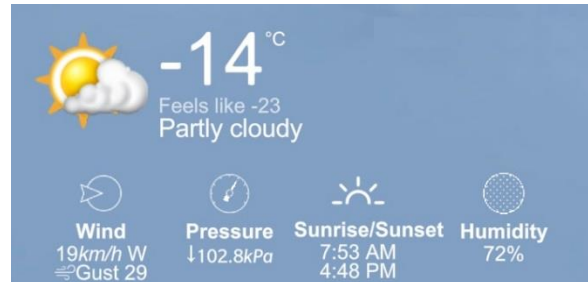 -14°C
Feels like -23
Partly cloudy
Wind
19km/h W
Gust 29
Pressure
↓102.8kPa
Sunrise/Sunset
7:53 AM
4:48 PM
Humidity
72%